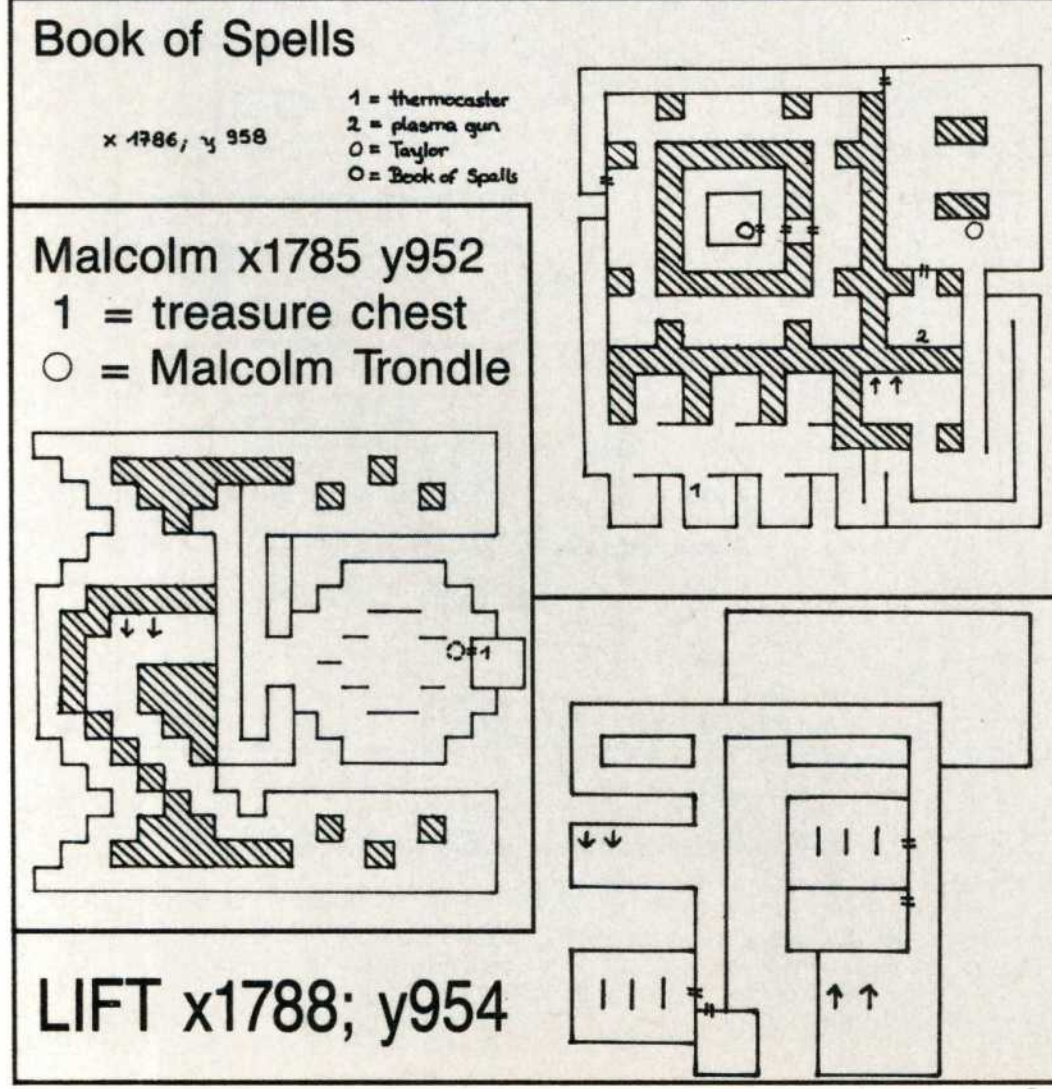 Book of Spells
x 1786; y 958
1 = thermocaster
2 = plasma gun
O = Taylor
O = Book of Spells
2
1
Malcolm x1785 y952
1 = treasure chest
○ = Malcolm Trondle
1
LIFT x1788; y954